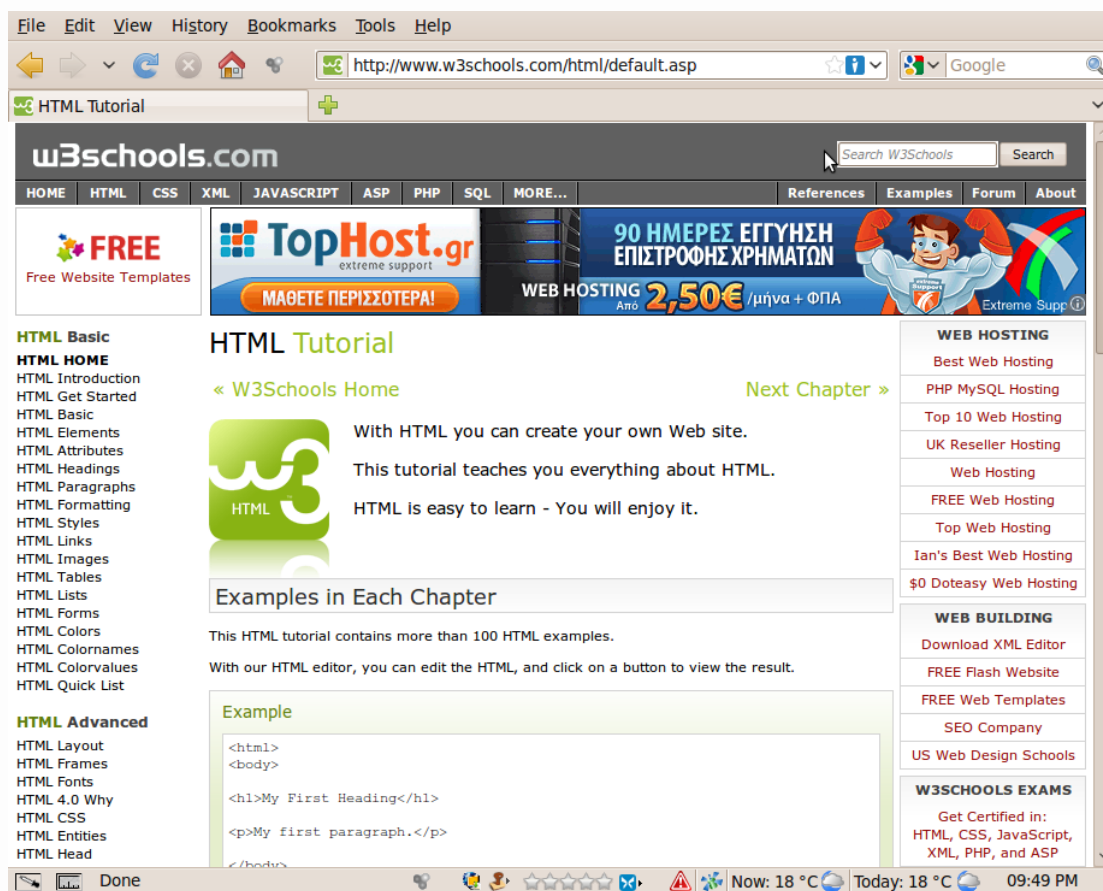 File Edit View History Bookmarks Tools Help
http://www.w3schools.com/html/default.asp
Google
HTML Tutorial
w3schools.com
Search W3Schools Search
HOME HTML CSS XML JAVASCRIPT ASP PHP SQL MORE... References Examples Forum About
FREE
Free Website Templates
TopHost.gr
extreme support
ΜΑΘΕΤΕ ΠΕΡΙΣΣΟΤΕΡΑ!
90 ΗΜΕΡΕΣ ΕΓΓΥΗΣΗ
ΕΠΙΣΤΡΟΦΗΣ ΧΡΗΜΑΤΩΝ
WEB HOSTING Από 2,50€/μήνα + ΦΠΑ
extreme Support
Extreme Supp
HTML Basic
HTML HOME
HTML Introduction
HTML Get Started
HTML Basic
HTML Elements
HTML Attributes
HTML Headings
HTML Paragraphs
HTML Formatting
HTML Styles
HTML Links
HTML Images
HTML Tables
HTML Lists
HTML Forms
HTML Colors
HTML Colornames
HTML Colorvalues
HTML Quick List
HTML Advanced
HTML Layout
HTML Frames
HTML Fonts
HTML 4.0 Why
HTML CSS
HTML Entities
HTML Head
HTML Tutorial
« W3Schools Home Next Chapter »
w3
HTML
With HTML you can create your own Web site.
This tutorial teaches you everything about HTML.
HTML is easy to learn - You will enjoy it.
Examples in Each Chapter
This HTML tutorial contains more than 100 HTML examples.
With our HTML editor, you can edit the HTML, and click on a button to view the result.
Example
<html>
<body>
<h1>My First Heading</h1>
<p>My first paragraph.</p>
</body>
WEB HOSTING
Best Web Hosting
PHP MySQL Hosting
Top 10 Web Hosting
UK Reseller Hosting
Web Hosting
FREE Web Hosting
Top Web Hosting
Ian's Best Web Hosting
$0 Doteasy Web Hosting
WEB BUILDING
Download XML Editor
FREE Flash Website
FREE Web Templates
SEO Company
US Web Design Schools
W3SCHOOLS EXAMS
Get Certified in:
HTML, CSS, JavaScript,
XML, PHP, and ASP
Done Now: 18 °C Today: 18 °C 09:49 PM